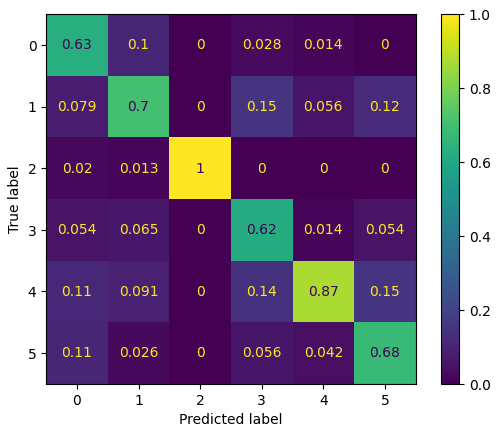 0 0.63 0.1 0 0.028 0.014 0
1 0.079 0.7 0 0.15 0.056 0.12
2 0.02 0.013 1 0 0 0
3 0.054 0.065 0 0.62 0.014 0.054
4 0.11 0.091 0 0.14 0.87 0.15
5 0.11 0.026 0 0.056 0.042 0.68
0 1 2 3 4 5
True label
Predicted label
1.0
0.8
0.6
0.4
0.2
0.0